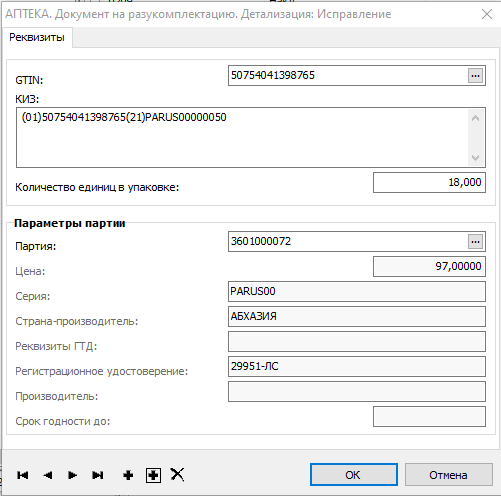 АПТЕКА. Документ на разукомплектацию. Детализация: Исправление
Реквизиты
GTIN: 50754041398765 ...
КИЗ:
(01)50754041398765(21)PARUS00000050
Количество единиц в упаковке: 18,000
Параметры партии
Партия: 3601000072 ...
Цена: 97,00000
Серия: PARUS00
Страна-производитель: АБХАЗИЯ
Реквизиты ГТД:
Регистрационное удостоверение: 29951-ЛС
Производитель:
Срок годности до:
ОК Отмена